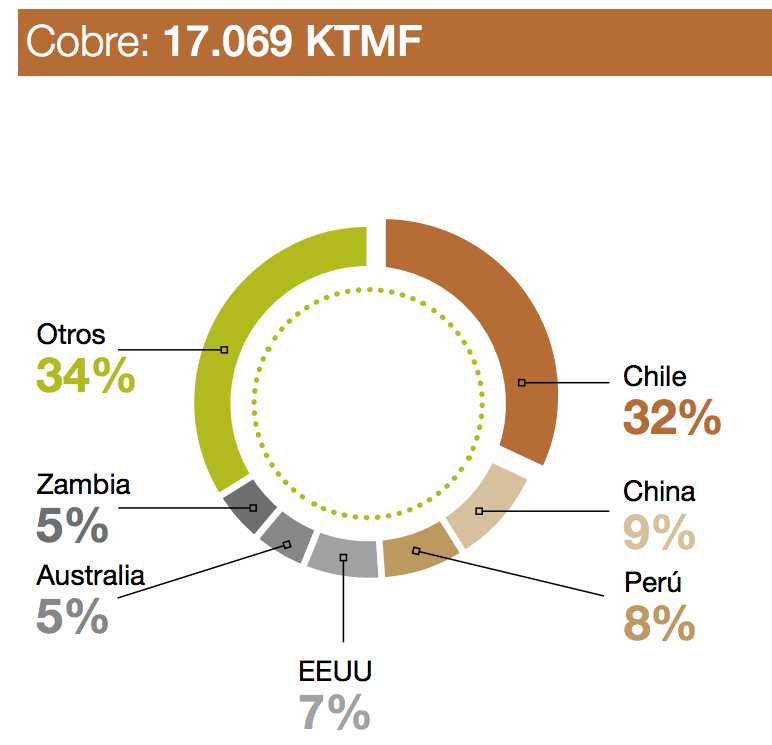 Cobre: 17.069 KTMF
Otros
34%
Chile
32%
Zambia
5%
China
9%
Australia
5%
Perú
8%
EEUU
7%